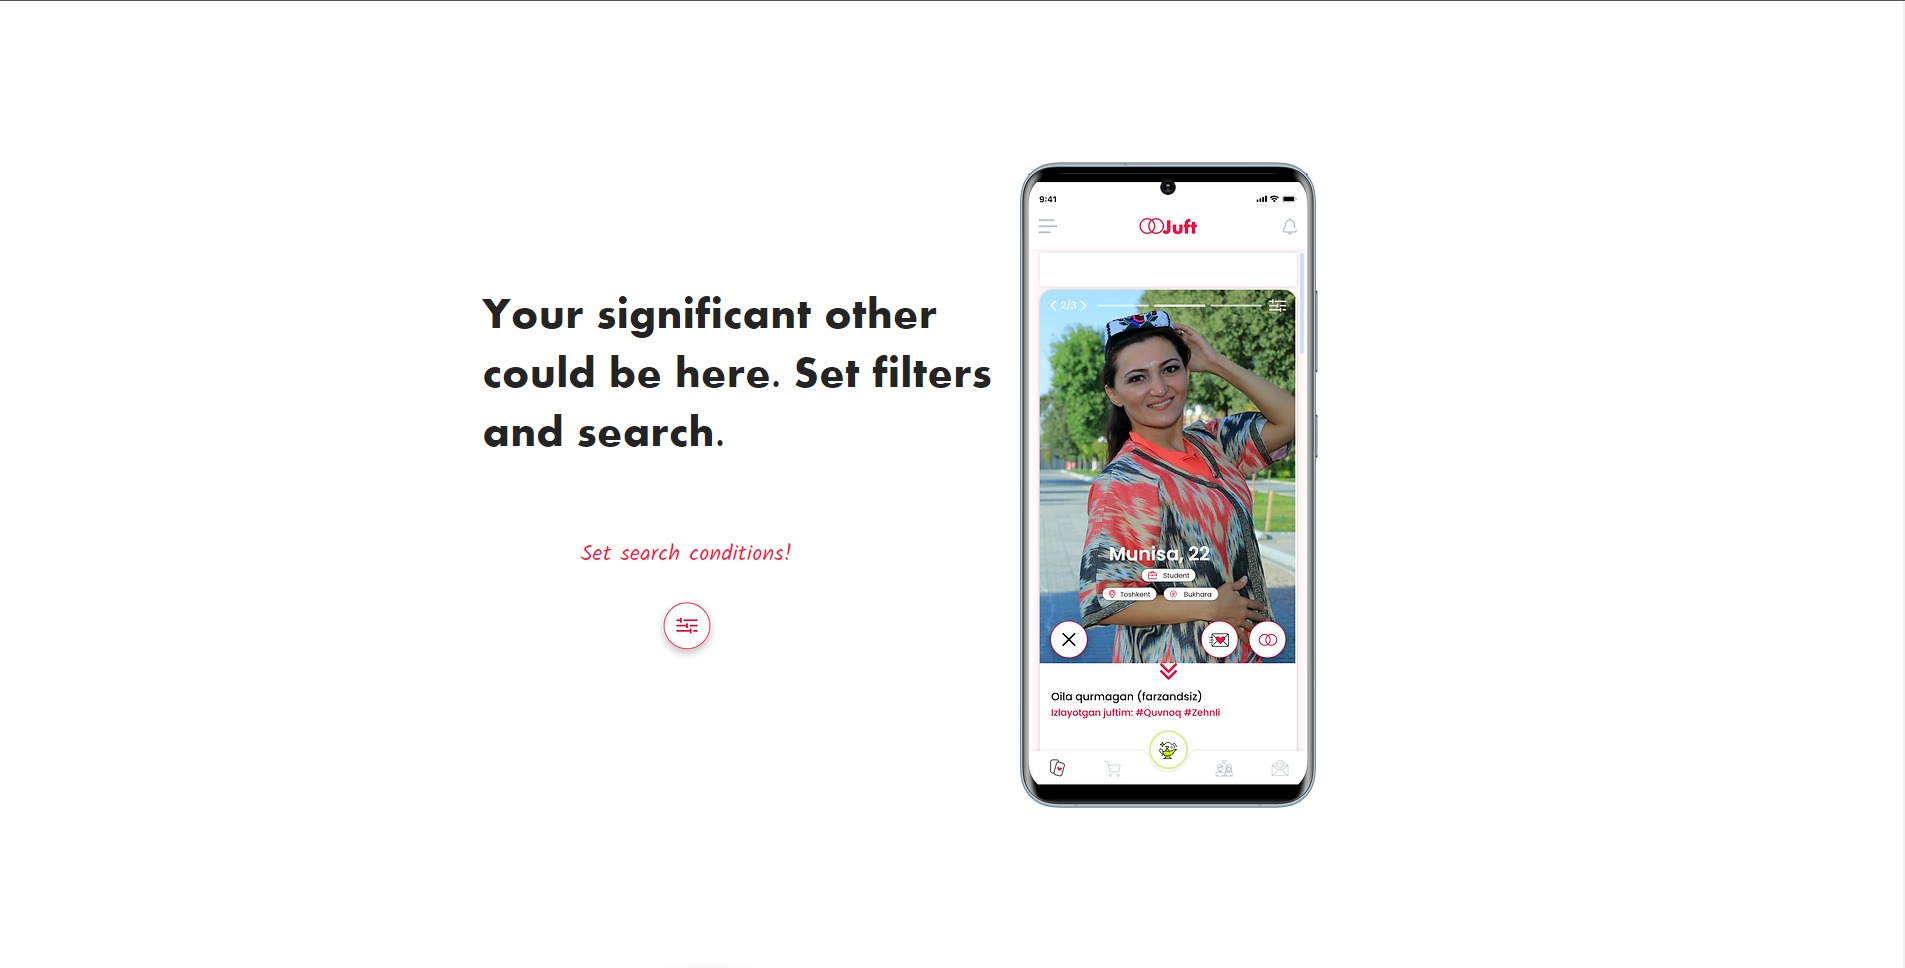 Your significant other
could be here. Set filters
and search.
Set search conditions!
9:41
Juft
2/3
Munisa, 22
Student
Toshkent
Bukhara
Oila qurmagan (farzandsiz)
Izlayotgan juftim: #Quvnoq #Zehnli